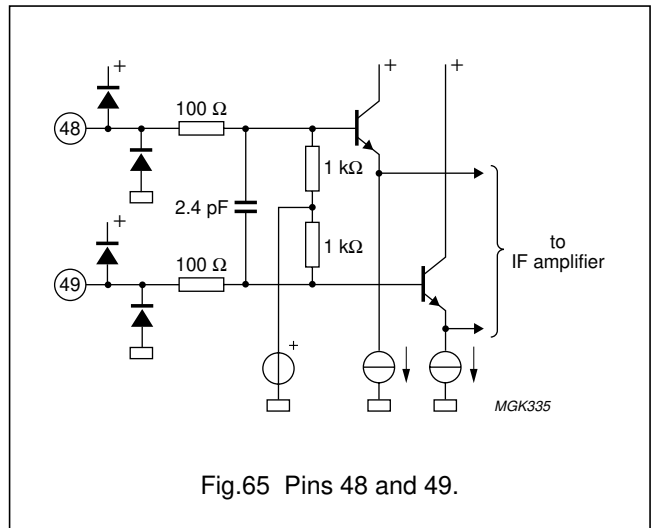 +
+
+
48
100 Ω
1 kΩ
2.4 pF
+
1 kΩ
to
IF amplifier
49
100 Ω
+
MGK335
Fig.65 Pins 48 and 49.